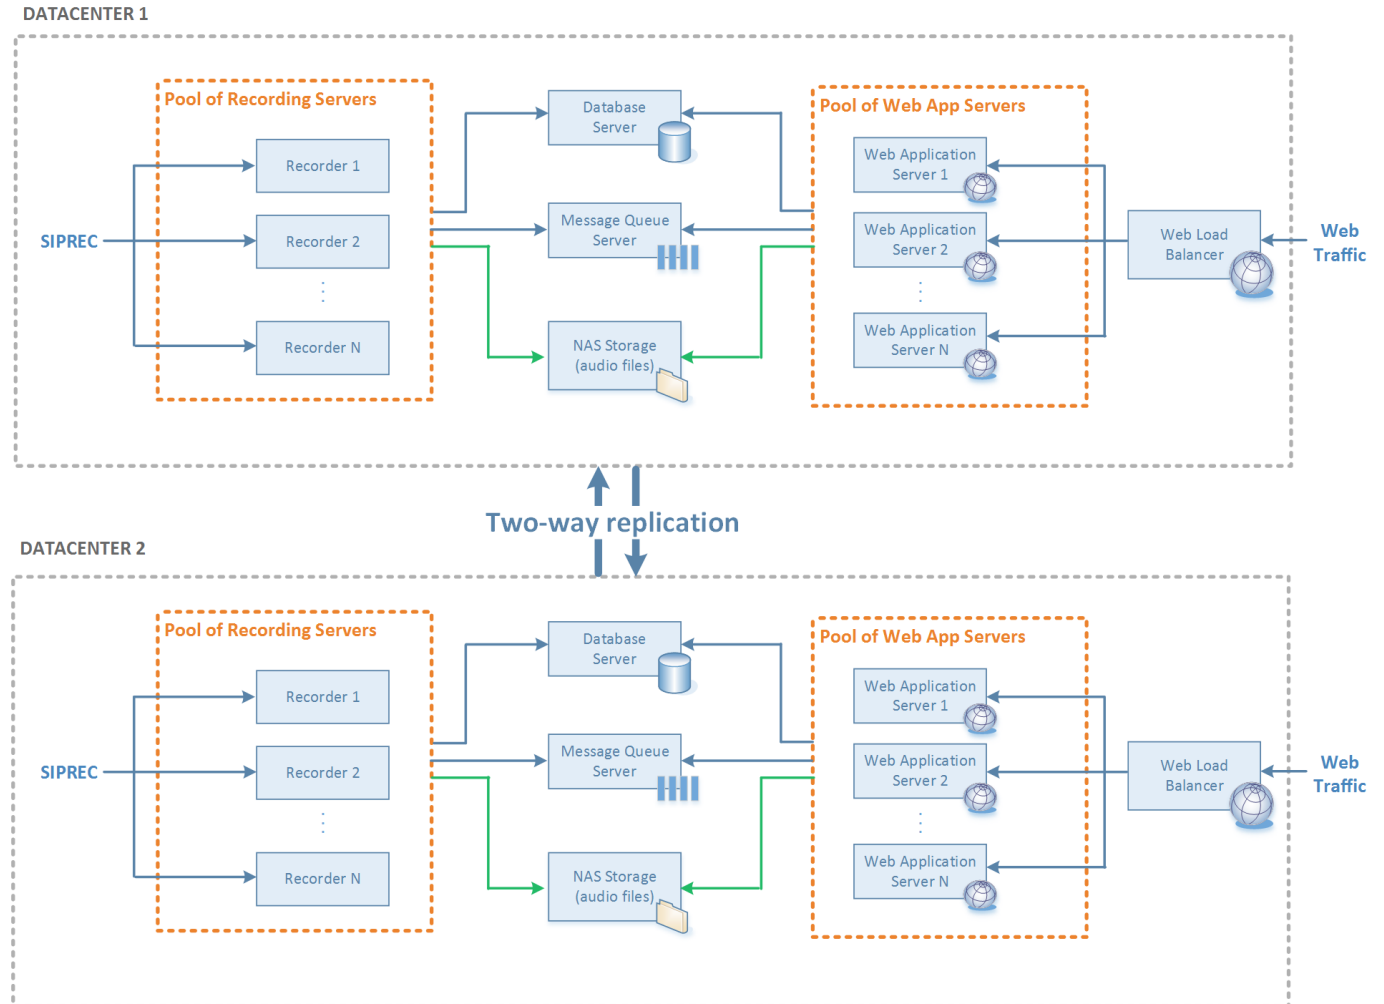 DATACENTER 1
Pool of Recording Servers
Recorder 1
Recorder 2
Recorder N
SIPREC
Database
Server
Message Queue
Server
NAS Storage
(audio files)
Pool of Web App Servers
Web Application
Server 1
Web Application
Server 2
Web Application
Server N
Web Load
Balancer
Web
Traffic
Two-way replication
DATACENTER 2
Pool of Recording Servers
Recorder 1
Recorder 2
Recorder N
SIPREC
Database
Server
Message Queue
Server
NAS Storage
(audio files)
Pool of Web App Servers
Web Application
Server 1
Web Application
Server 2
Web Application
Server N
Web Load
Balancer
Web
Traffic